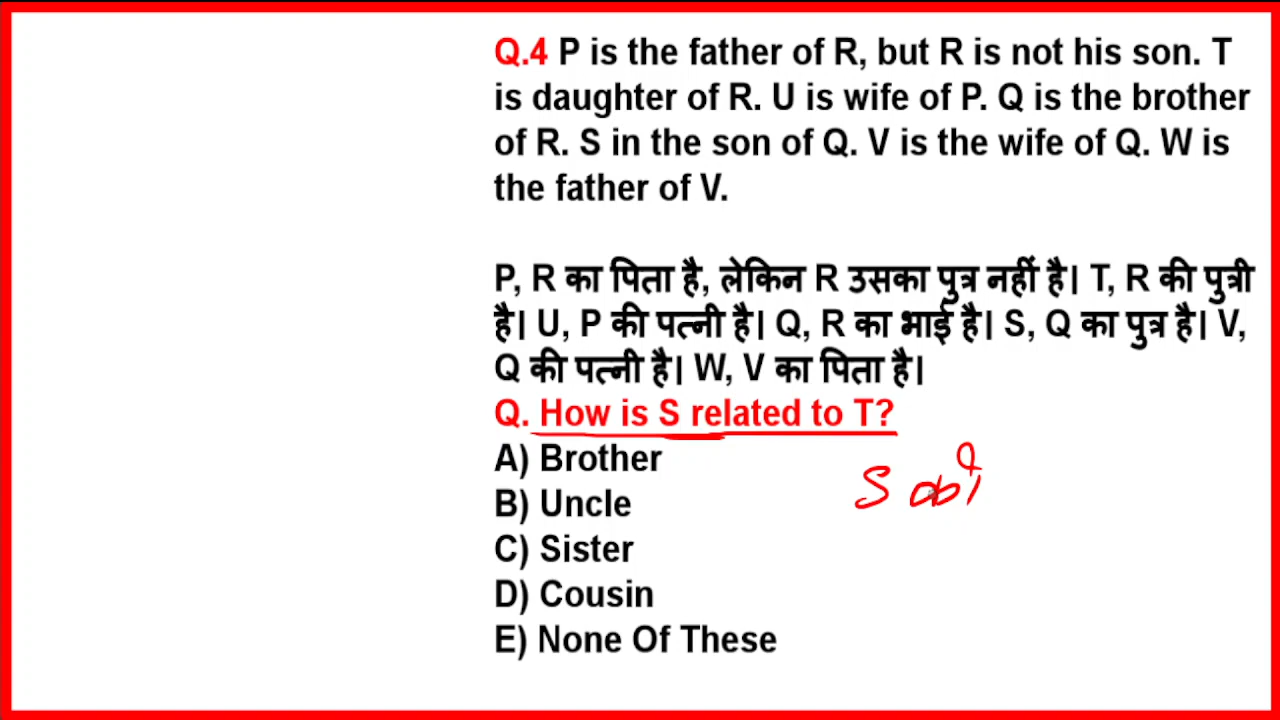 Q.4 P is the father of R, but R is not his son. T
is daughter of R. U is wife of P. Q is the brother
of R. S in the son of Q. V is the wife of Q. W is
the father of V.
P, R का पिता है, लेकिन R उसका पुत्र नहीं है। T, R की पुत्री
है। U, P की पत्नी है। Q, R का भाई है। S, Q का पुत्र है। V,
Q की पत्नी है। W, V का पिता है।
Q. How is S related to T?
A) Brother
B) Uncle
C) Sister
D) Cousin
E) None Of These
S